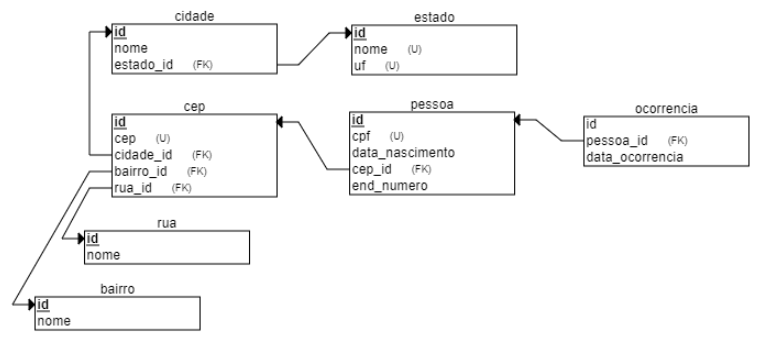 cidade
id
nome
estado_id (FK)
estado
id
nome (U)
uf (U)
cep
id
cep (U)
cidade_id (FK)
bairro_id (FK)
rua_id (FK)
pessoa
id
cpf (U)
data_nascimento
cep_id (FK)
end_numero
ocorrencia
id
pessoa_id (FK)
data_ocorrencia
rua
id
nome
bairro
id
nome